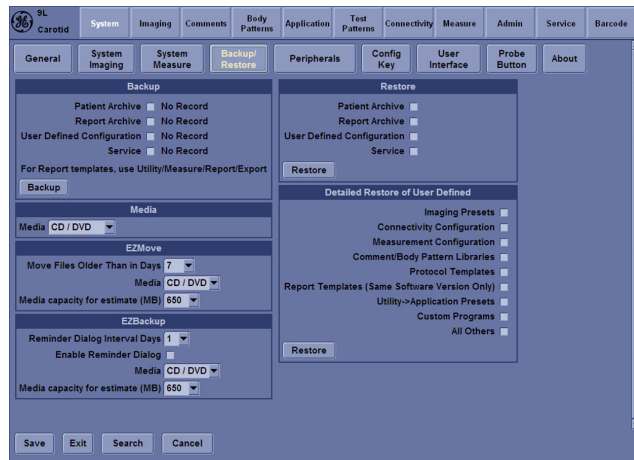 9L
Carotid
System
Imaging
Comments
Body
Patterns
Application
Test
Patterns
Connectivity
Measure
Admin
Service
Barcode
General
System
Imaging
System
Measure
Backup/
Restore
Peripherals
Config
Key
User
Interface
Probe
Button
About
Backup
Patient Archive No Record
Report Archive No Record
User Defined Configuration No Record
Service No Record
For Report templates, use Utility/Measure/Report/Export
Backup
Media
Media CD / DVD
EZMove
Move Files Older Than in Days 7
Media CD / DVD
Media capacity for estimate (MB) 650
EZBackup
Reminder Dialog Interval Days 1
Enable Reminder Dialog
Media CD / DVD
Media capacity for estimate (MB) 650
Restore
Patient Archive
Report Archive
User Defined Configuration
Service
Restore
Detailed Restore of User Defined
Imaging Presets
Connectivity Configuration
Measurement Configuration
Comment/Body Pattern Libraries
Protocol Templates
Report Templates (Same Software Version Only)
Utility->Application Presets
Custom Programs
All Others
Restore
Save
Exit
Search
Cancel